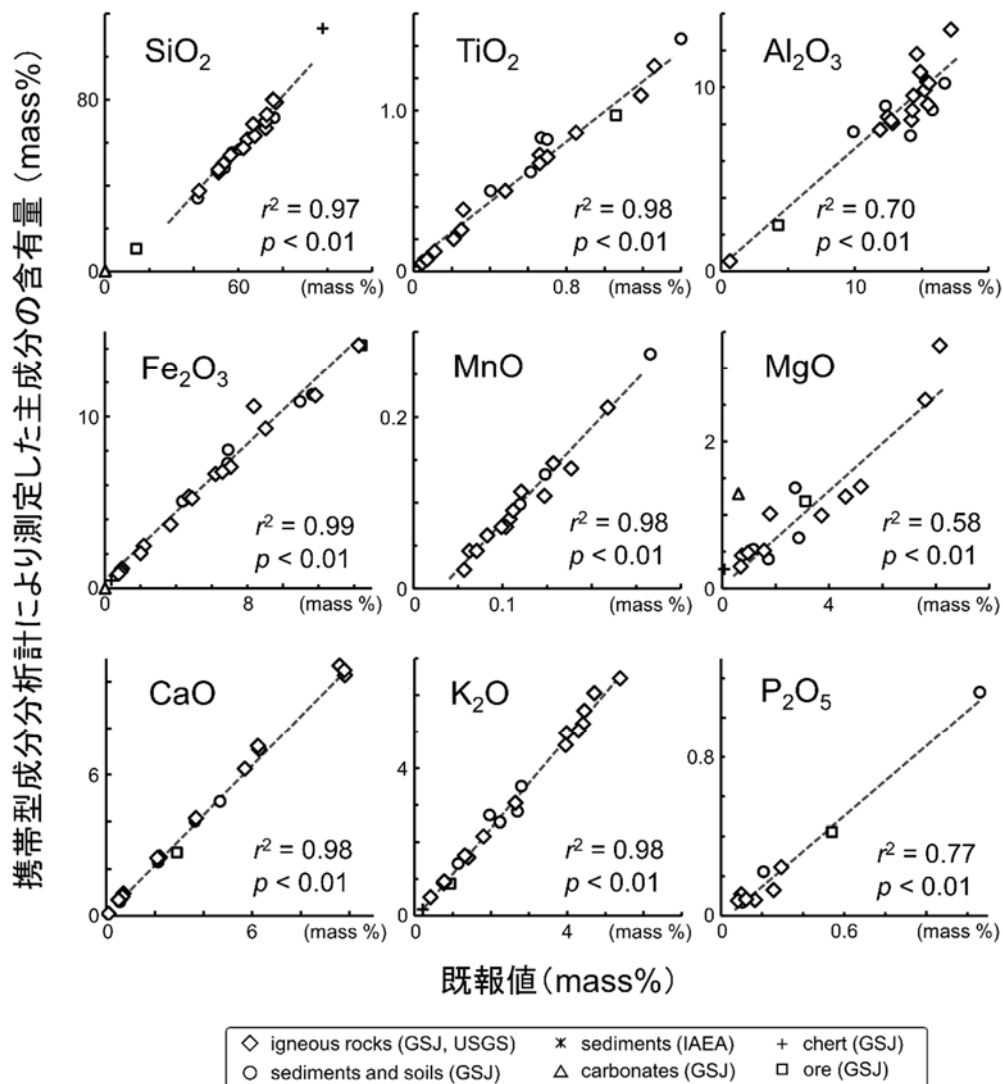 携帯型成分分析計により測定した主成分の含有量 (mass%)
SiO2
80
r2 = 0.97
p < 0.01
0
0
60
(mass %)
TiO2
1.0
r2 = 0.98
p < 0.01
0
0
0.8
(mass %)
Al2O3
10
r2 = 0.70
p < 0.01
0
0
10
(mass %)
Fe2O3
10
r2 = 0.99
p < 0.01
0
0
8
(mass %)
MnO
0.2
r2 = 0.98
p < 0.01
0
0
0.1
(mass %)
MgO
2
r2 = 0.58
p < 0.01
0
0
4
(mass %)
CaO
6
r2 = 0.98
p < 0.01
0
0
6
(mass %)
K2O
4
r2 = 0.98
p < 0.01
0
0
4
(mass %)
P2O5
0.8
r2 = 0.77
p < 0.01
0
0
0.6
(mass %)
既報値(mass%)
igneous rocks (GSJ, USGS)
sediments (IAEA)
chert (GSJ)
sediments and soils (GSJ)
carbonates (GSJ)
ore (GSJ)